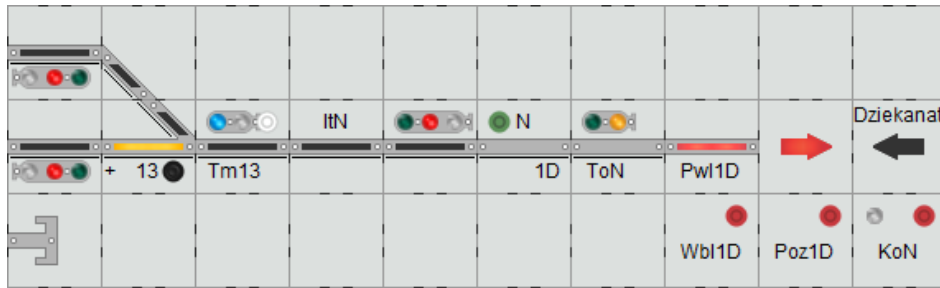 ItN
N
Dziekanat
+ 13
Tm13
1D
ToN
Pwl1D
Wbl1D
Poz1D
KoN